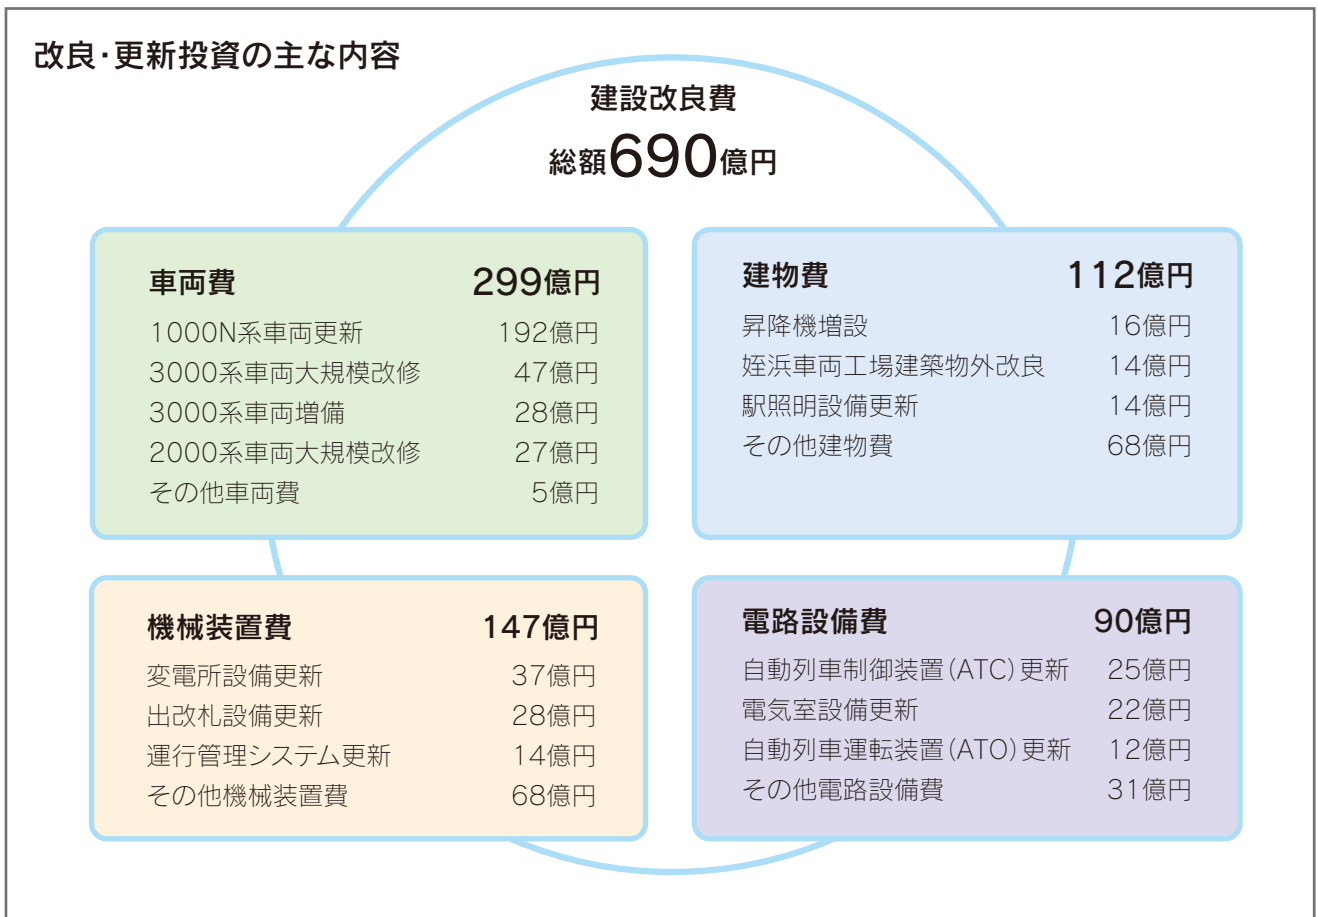 改良・更新投資の主な内容
建設改良費
総額690億円
車両費 299億円
1000N系車両更新 192億円
3000系車両大規模改修 47億円
3000系車両増備 28億円
2000系車両大規模改修 27億円
その他車両費 5億円
建物費 112億円
昇降機増設 16億円
姪浜車両工場建築物外改良 14億円
駅照明設備更新 14億円
その他建物費 68億円
機械装置費 147億円
変電所設備更新 37億円
出改札設備更新 28億円
運行管理システム更新 14億円
その他機械装置費 68億円
電路設備費 90億円
自動列車制御装置(ATC)更新 25億円
電気室設備更新 22億円
自動列車運転装置(ATO)更新 12億円
その他電路設備費 31億円